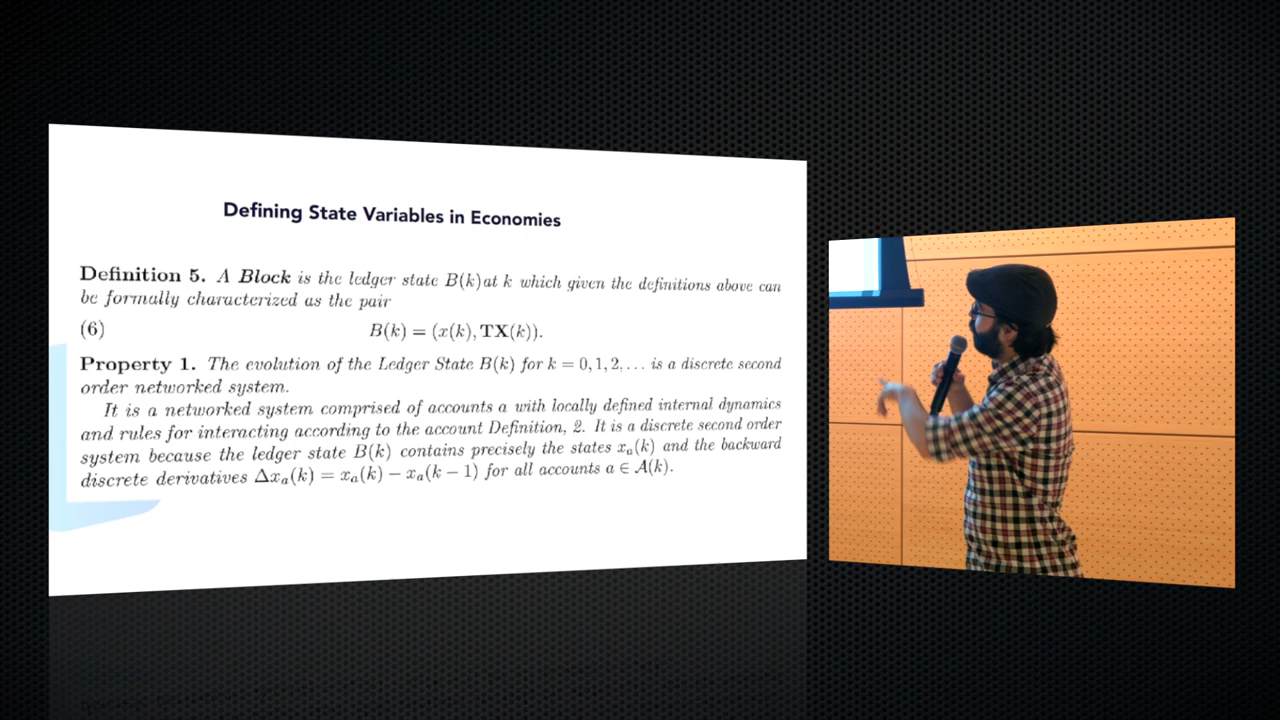 Defining State Variables in Economies
Definition 5. A Block is the ledger state B(k)at k which given the definitions above can
be formally characterized as the pair
(6) B(k) = (x(k), TX(k)).
Property 1. The evolution of the Ledger State B(k) for k = 0, 1, 2, . . . is a discrete second
order networked system.
It is a networked system comprised of accounts a with locally defined internal dynamics
and rules for interacting according to the account Definition, 2. It is a discrete second order
system because the ledger state B(k) contains precisely the states xₐ(k) and the backward
discrete derivatives Δxₐ(k) = xₐ(k) − xₐ(k − 1) for all accounts a ∈ A(k).